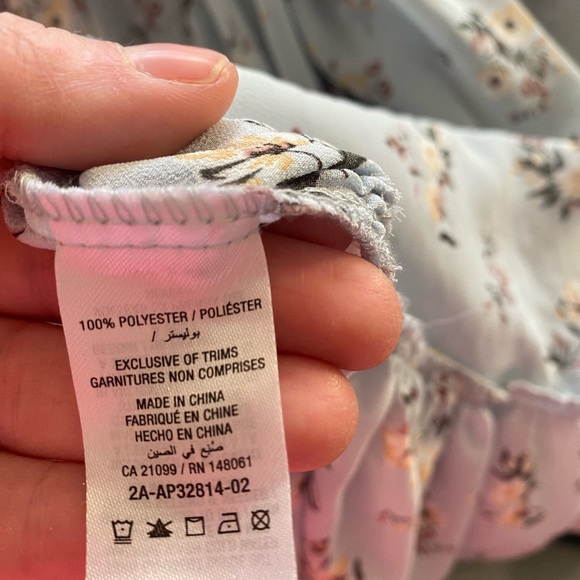 100% POLYESTER / POLIÉSTER
/ بوليستر
EXCLUSIVE OF TRIMS
GARNITURES NON COMPRISES
MADE IN CHINA
FABRIQUÉ EN CHINE
HECHO EN CHINA
صنع في الصين
CA 21099 / RN 148061
2A-AP32814-02